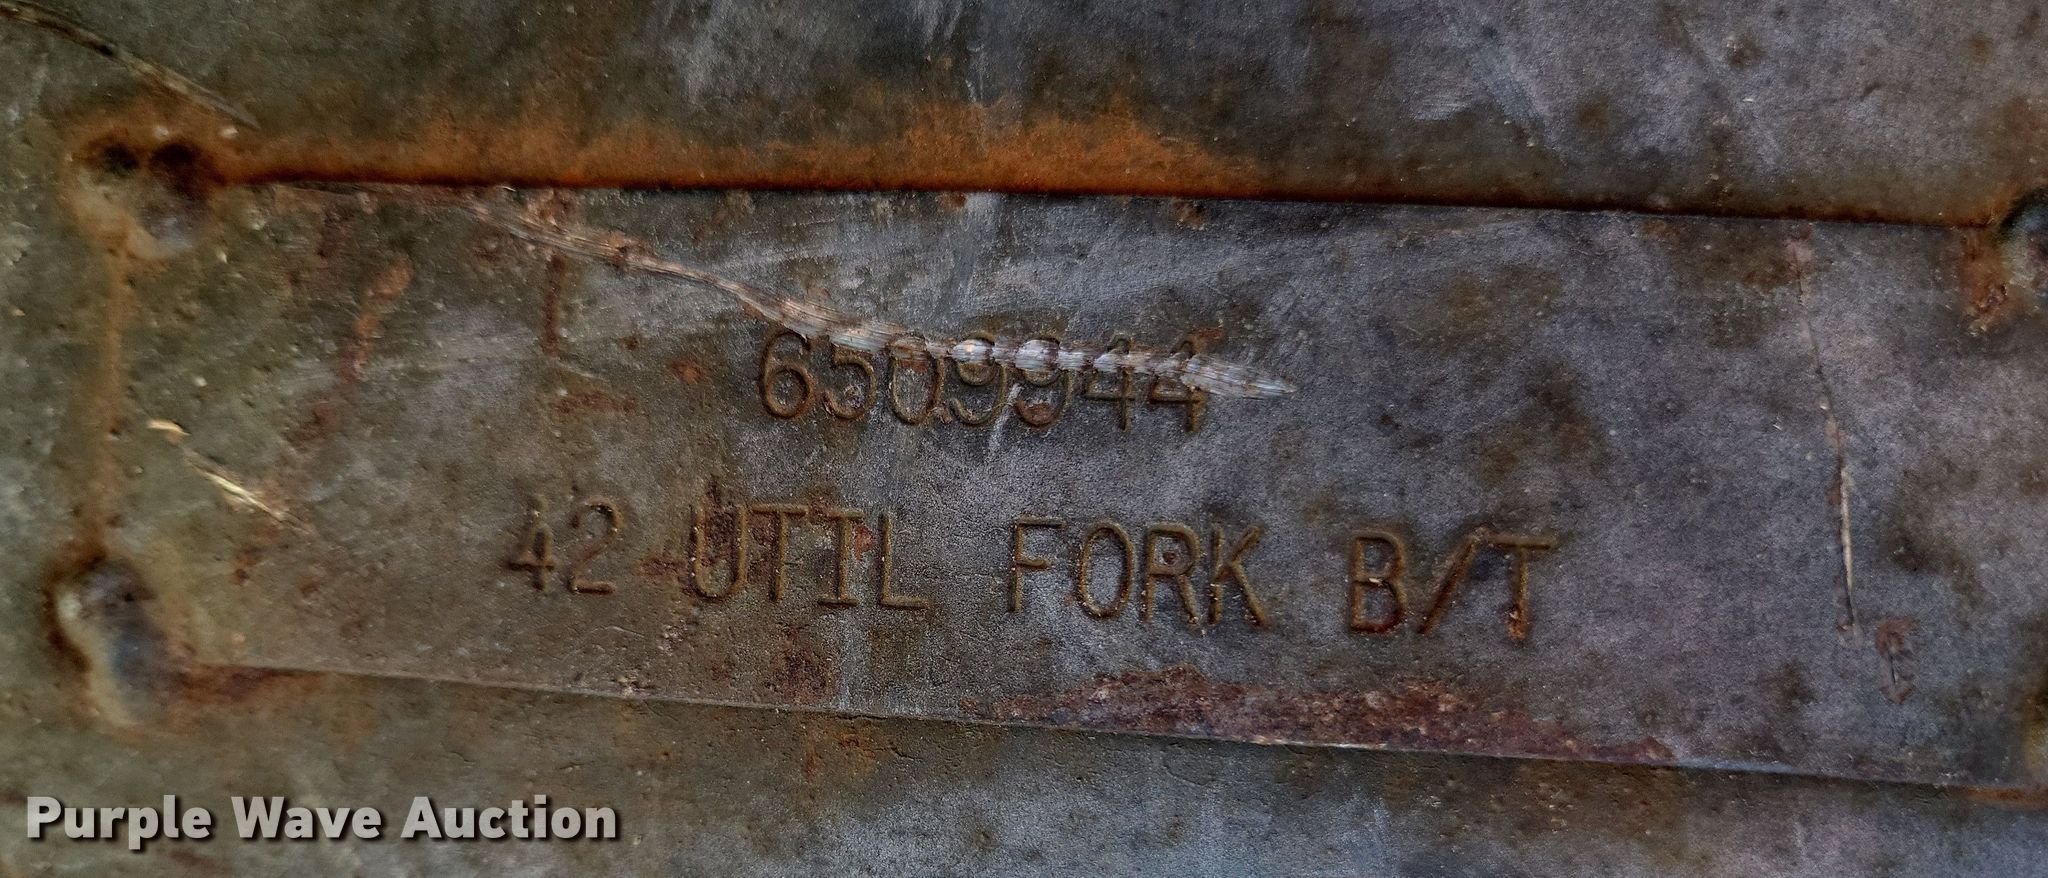 6509944
42 UTIL FORK B/T
Purple Wave Auction